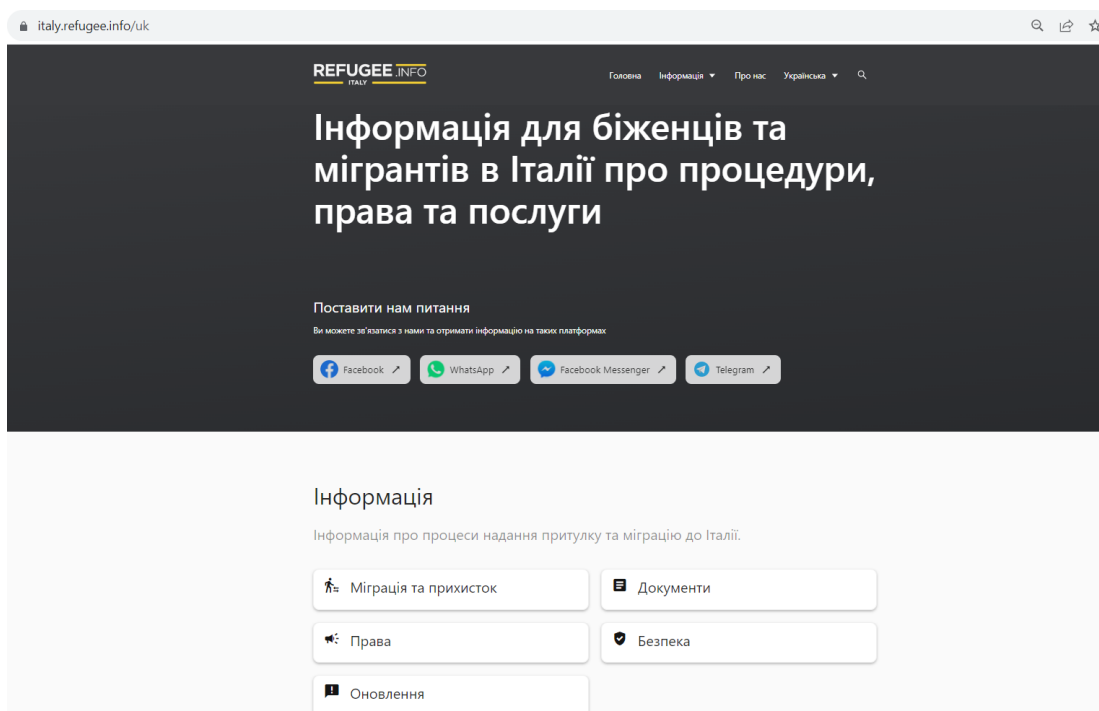 italy.refugee.info/uk
REFUGEE.INFO
ITALY
Головна Інформація Про нас Українська
Інформація для біженців та
мігрантів в Італії про процедури,
права та послуги
Поставити нам питання
Ви можете зв'язатися з нами та отримати інформацію на таких платформах
Facebook WhatsApp Facebook Messenger Telegram
Інформація
Інформація про процеси надання притулку та міграцію до Італії.
Міграція та прихисток Документи
Права Безпека
Оновлення